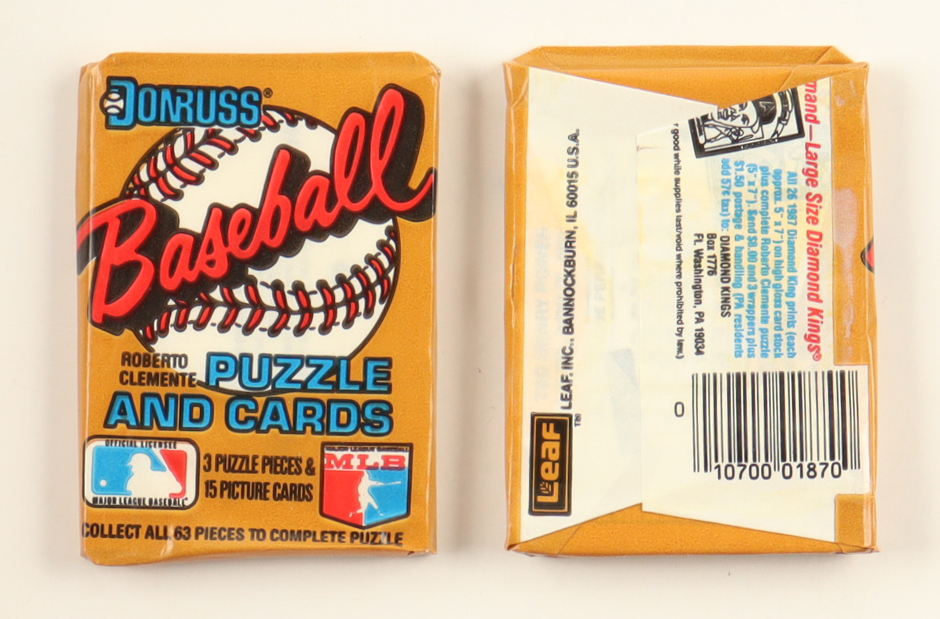 DONRUSS®
Baseball
ROBERTO
CLEMENTE
PUZZLE
AND CARDS
OFFICIAL LICENSEE
MAJOR LEAGUE BASEBALL
3 PUZZLE PIECES &
15 PICTURE CARDS
MAJOR LEAGUE BASEBALL
MLB
COLLECT ALL 63 PIECES TO COMPLETE PUZZLE
Leaf
TM
LEAF, INC., BANNOCKBURN, IL 60015 U.S.A.
mand—Large Size Diamond Kings®
All 26 1987 Diamond King prints (each
approx. 5" x 7") on high gloss card stock
plus complete Roberto Clemente puzzle
(5" x 7"). Send $8.00 and 3 wrappers plus
$1.50 postage & handling (PA residents
add 57¢ tax) to: DIAMOND KINGS
Box 1776
Ft. Washington, PA 19034
good while supplies last/void where prohibited by law.)
0
10700 01870